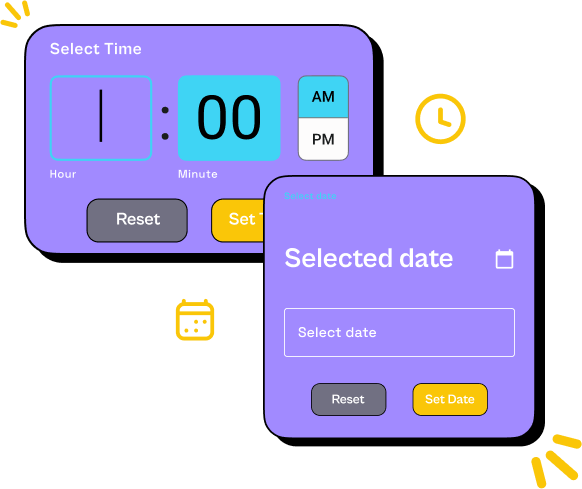 Select Time
00
AM
PM
Hour
Minute
Reset
Set
Select date
Selected date
Select date
Reset
Set Date